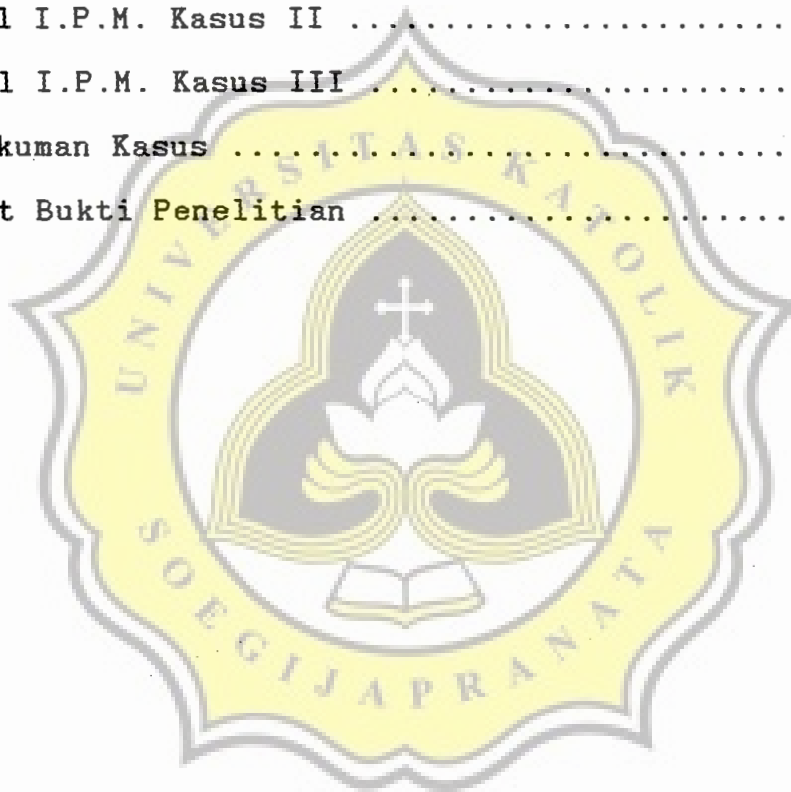 l I.P.M. Kasus II ............................
l I.P.M. Kasus III ...........................
kuman Kasus ..................................
t Bukti Penelitian ...........................
UNIVERSITAS KATOLIK
SOEGIJAPRANATA